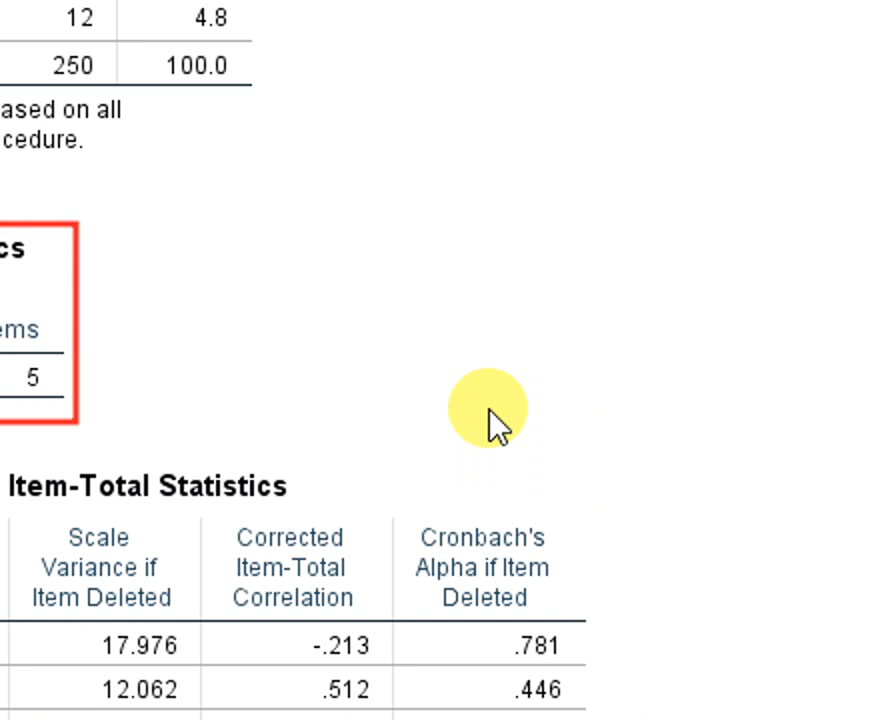 12 4.8
250 100.0
ased on all
cedure.
cs
ems
5
Item-Total Statistics
Scale Corrected Cronbach's
Variance if Item-Total Alpha if Item
Item Deleted Correlation Deleted
17.976 -.213 .781
12.062 .512 .446